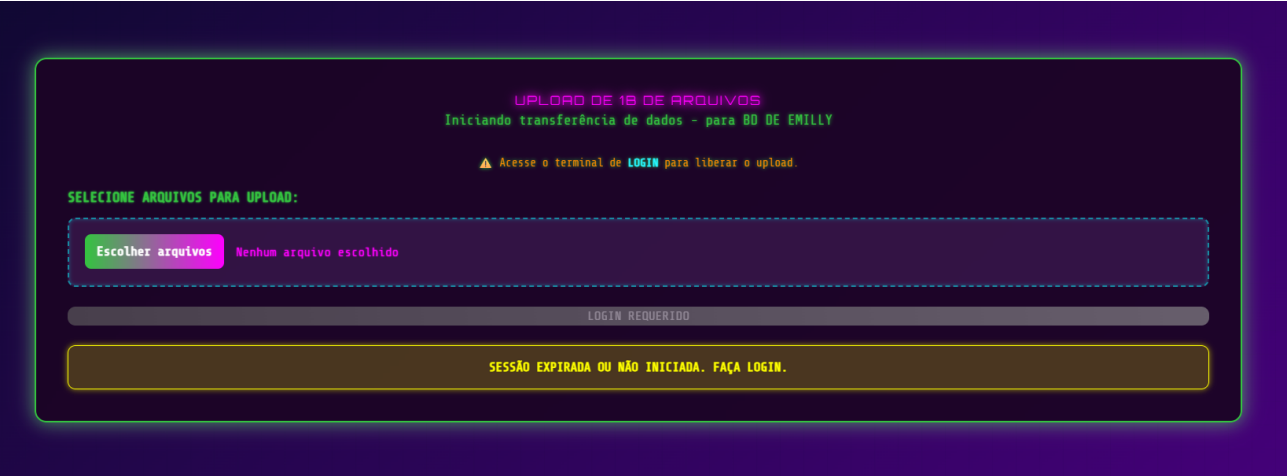 UPLOAD DE 1B DE ARQUIVOS
Iniciando transferência de dados - para BD DE EMILLY
⚠ Acesse o terminal de LOGIN para liberar o upload.
SELECIONE ARQUIVOS PARA UPLOAD:
Escolher arquivos Nenhum arquivo escolhido
LOGIN REQUERIDO
SESSÃO EXPIRADA OU NÃO INICIADA. FAÇA LOGIN.